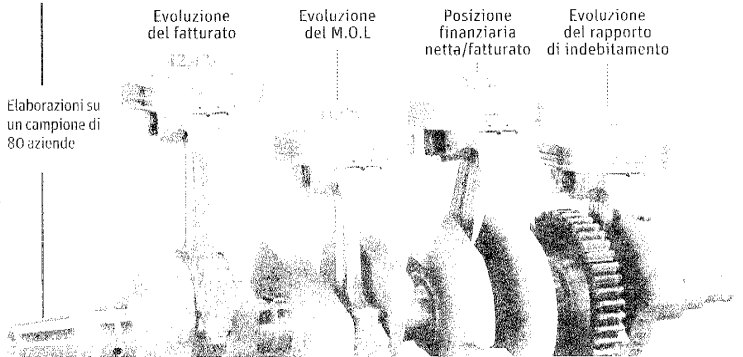 Evoluzione
del fatturato
Evoluzione
del M.O.L
Posizione
finanziaria
netta/fatturato
Evoluzione
del rapporto
di indebitamento
Elaborazioni su
un campione di
80 aziende